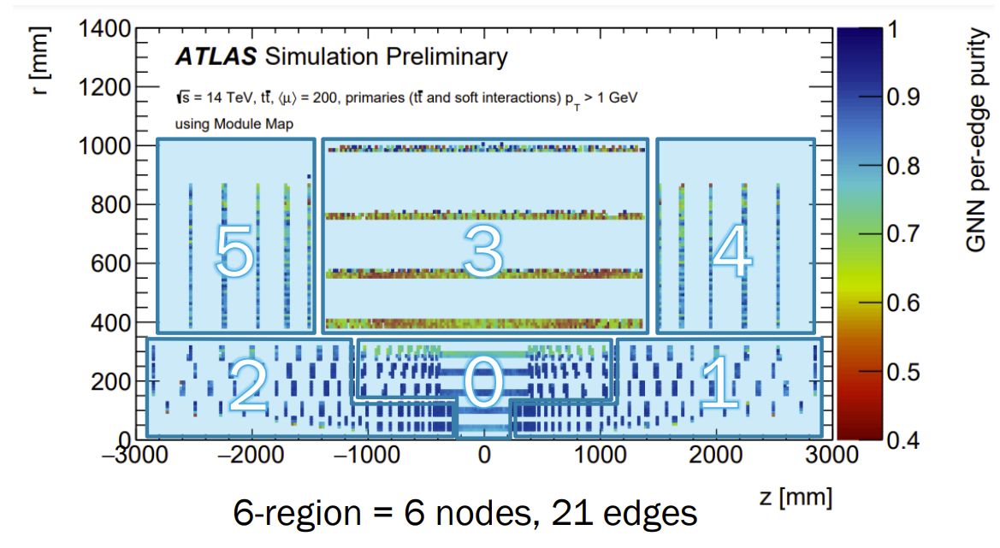 r [mm]
1400
1200
1000
800
600
400
200
0
ATLAS Simulation Preliminary
√s = 14 TeV, tt̄, ⟨μ⟩ = 200, primaries (tt̄ and soft interactions) p_T > 1 GeV
using Module Map
5
3
4
2
0
1
−3000 −2000 −1000 0 1000 2000 3000
z [mm]
1
0.9
0.8
0.7
0.6
0.5
0.4
GNN per-edge purity
6-region = 6 nodes, 21 edges